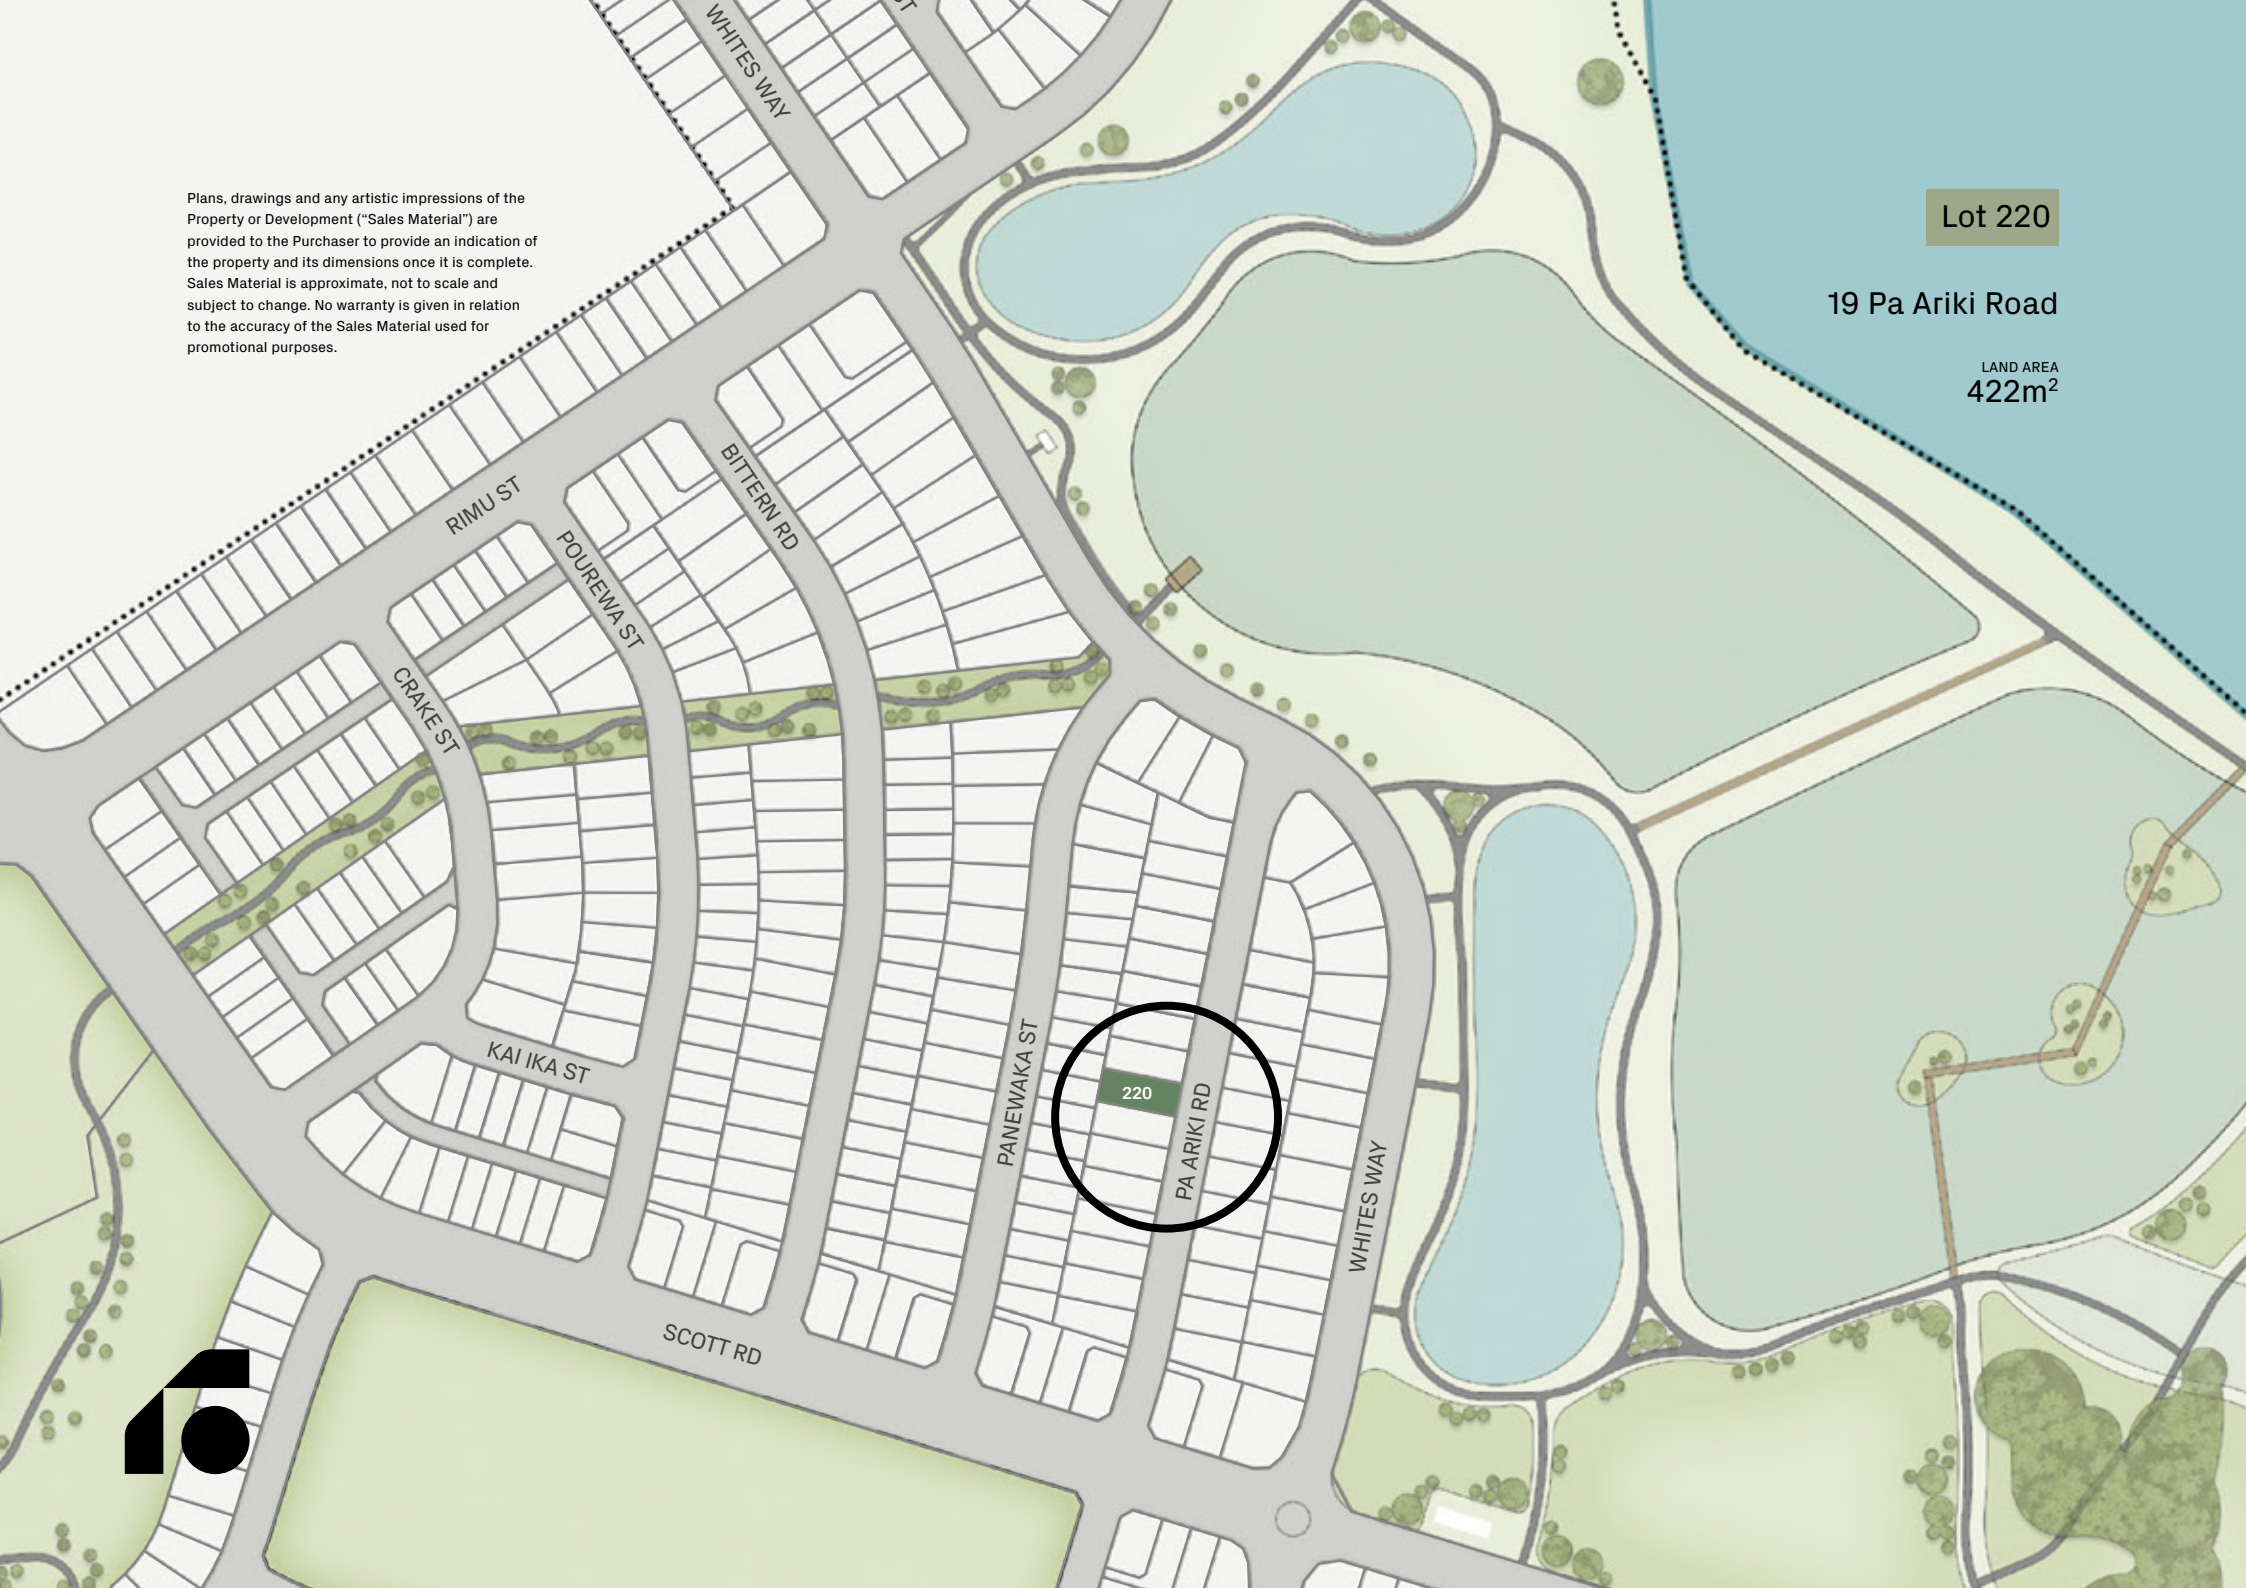 WHITES WAY
ST
Plans, drawings and any artistic impressions of the
Property or Development (“Sales Material”) are
provided to the Purchaser to provide an indication of
the property and its dimensions once it is complete.
Sales Material is approximate, not to scale and
subject to change. No warranty is given in relation
to the accuracy of the Sales Material used for
promotional purposes.
Lot 220
19 Pa Ariki Road
LAND AREA
422m²
RIMU ST
BITTERN RD
POUREWA ST
CRAKE ST
KAI IKA ST
PANEWAKA ST
220
PA ARIKI RD
WHITES WAY
SCOTT RD